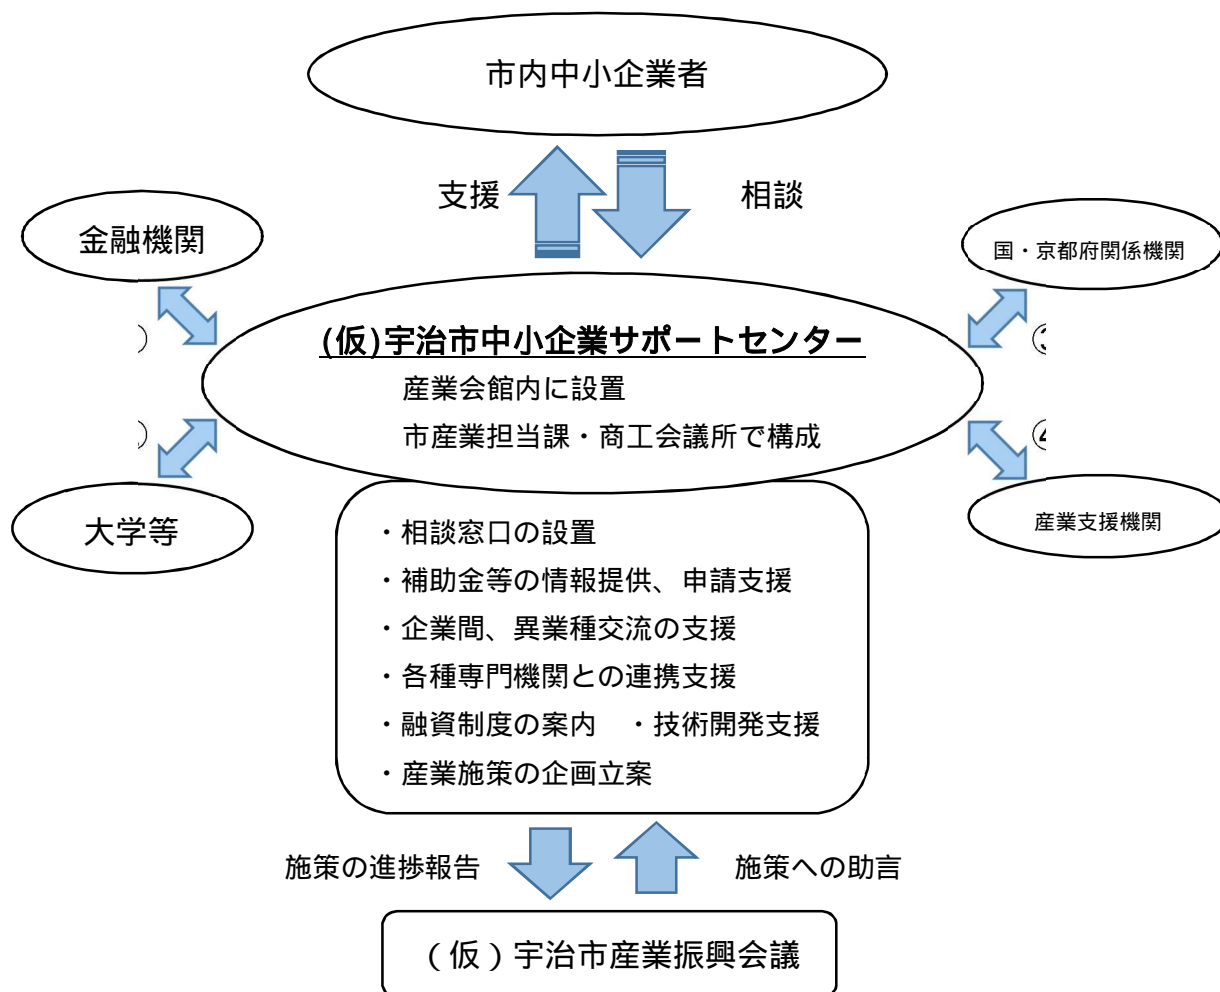 市内中小企業者
支援
相談
金融機関
国・京都府関係機関
(仮)宇治市中小企業サポートセンター
産業会館内に設置
市産業担当課・商工会議所で構成
大学等
産業支援機関
・相談窓口の設置
・補助金等の情報提供、申請支援
・企業間、異業種交流の支援
・各種専門機関との連携支援
・融資制度の案内　・技術開発支援
・産業施策の企画立案
施策の進捗報告
施策への助言
（仮）宇治市産業振興会議